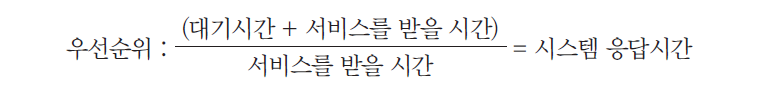 우선순위 : (대기시간 + 서비스를 받을 시간)
서비스를 받을 시간 = 시스템 응답시간